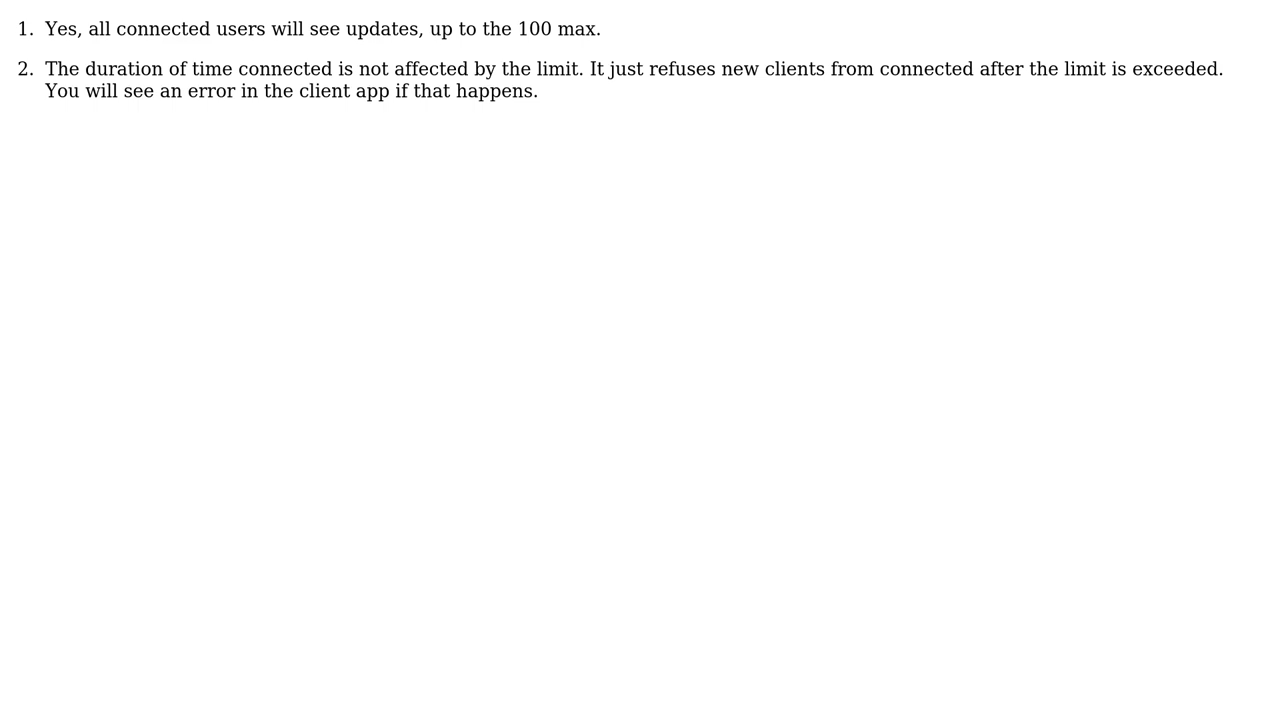 1. Yes, all connected users will see updates, up to the 100 max.
2. The duration of time connected is not affected by the limit. It just refuses new clients from connected after the limit is exceeded.
You will see an error in the client app if that happens.